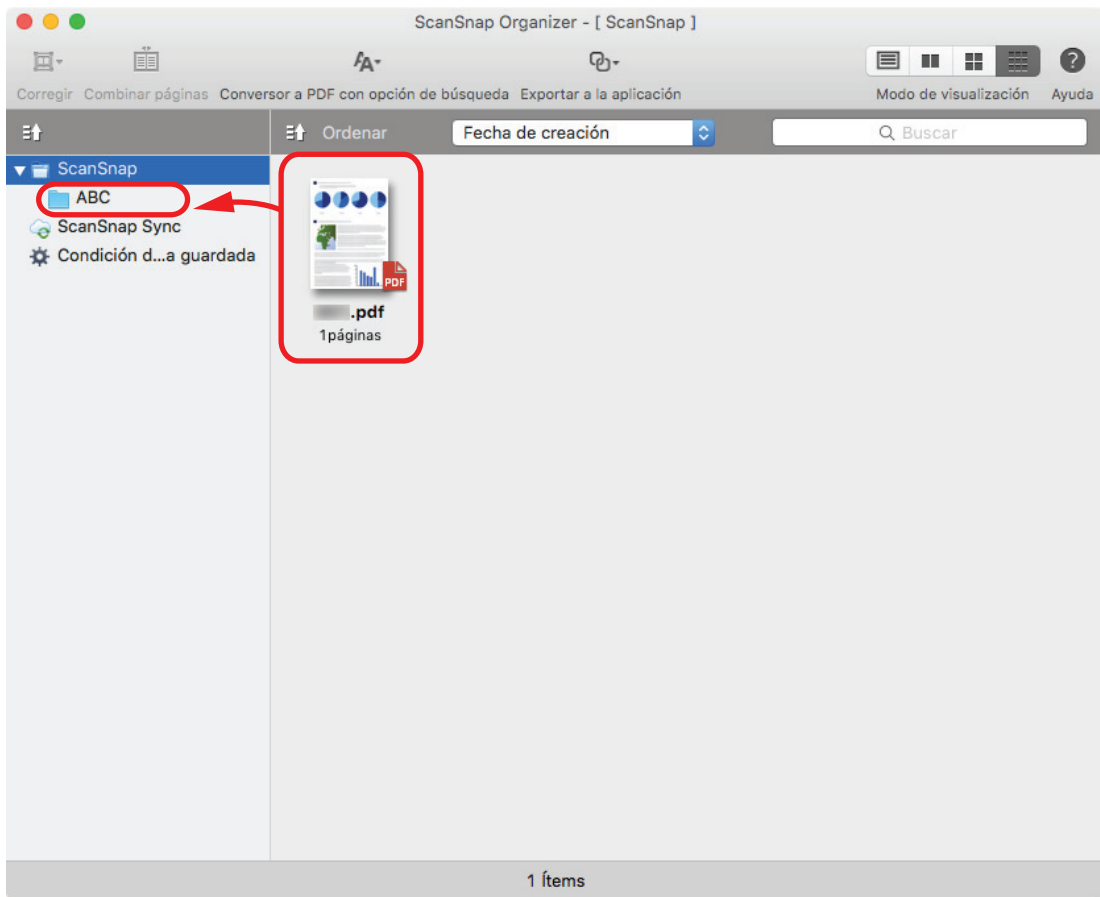 ScanSnap Organizer - [ ScanSnap ]
Corregir Combinar páginas Conversor a PDF con opción de búsqueda Exportar a la aplicación Modo de visualización Ayuda
Ordenar Fecha de creación Buscar
ScanSnap
ABC
ScanSnap Sync
Condición d...a guardada
PDF
.pdf
1páginas
1 Ítems